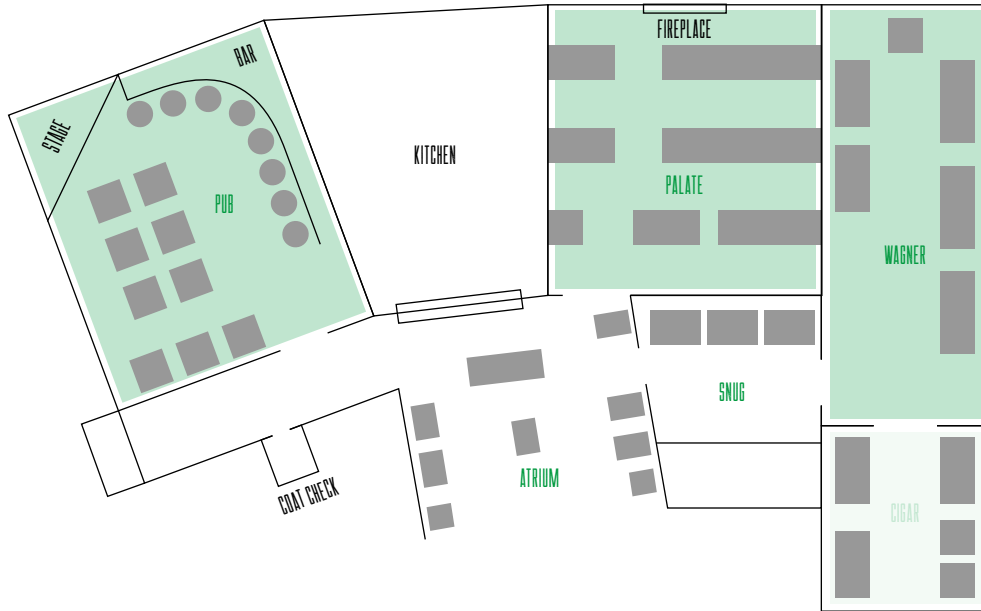 FIREPLACE
BAR
STAGE
KITCHEN
PALATE
PUB
WAGNER
SNUG
ATRIUM
COAT CHECK
CIGAR